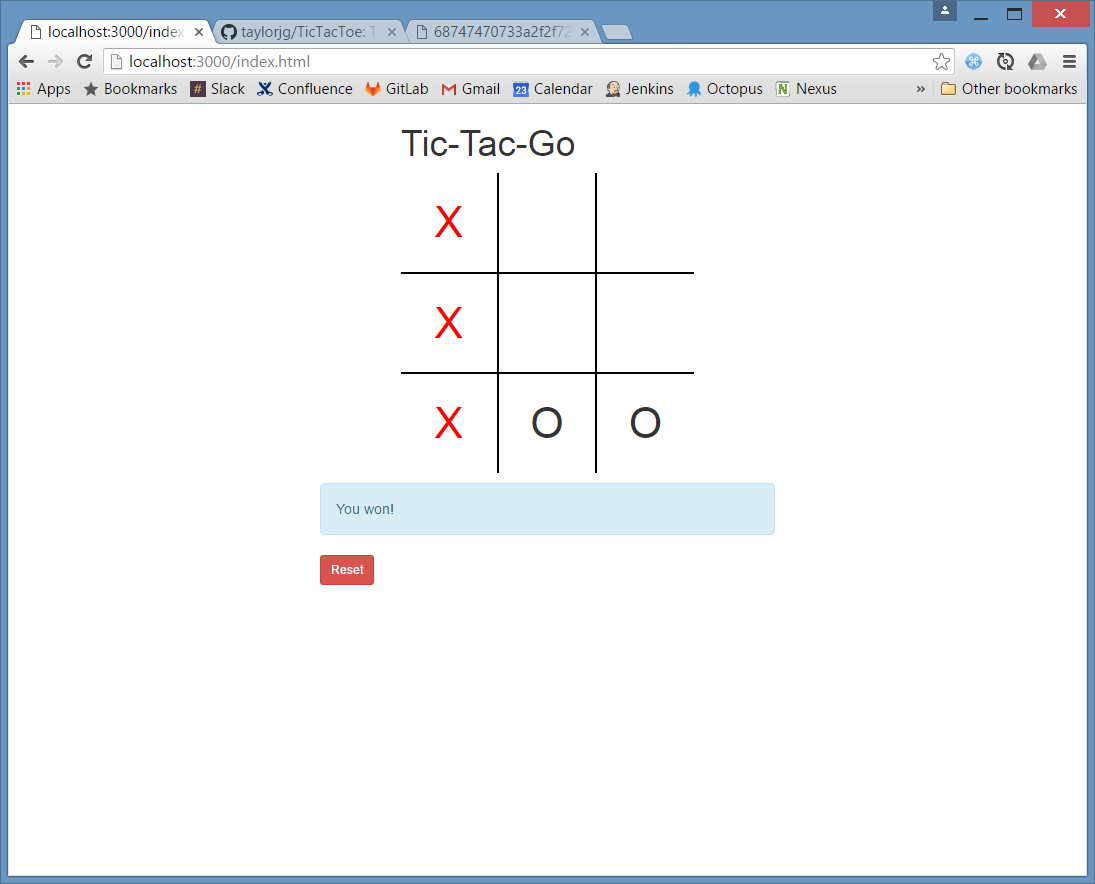 localhost:3000/index
taylorjg/TicTacToe: T
68747470733a2f2f72
localhost:3000/index.html
Apps Bookmarks # Slack Confluence GitLab Gmail 23 Calendar Jenkins Octopus N Nexus » Other bookmarks
Tic-Tac-Go
X
X
X O O
You won!
Reset